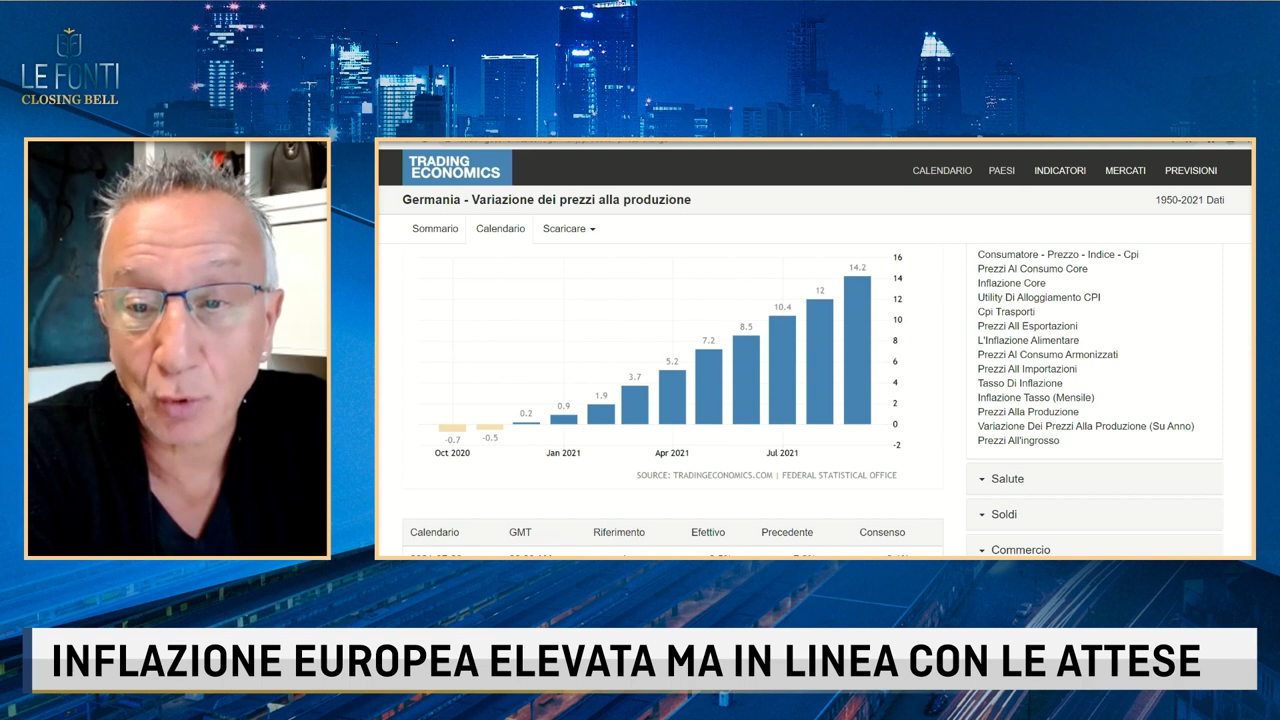 LE FONTI
CLOSING BELL
TRADING
ECONOMICS
CALENDARIO PAESI INDICATORI MERCATI PREVISIONI
Germania - Variazione dei prezzi alla produzione
1950-2021 Dati
Sommario Calendario Scaricare
16
14
12
10
8
6
4
2
0
-2
-0.7 -0.5 0.2 0.9 1.9 3.7 5.2 7.2 8.5 10.4 12 14.2
Oct 2020 Jan 2021 Apr 2021 Jul 2021
SOURCE: TRADINGECONOMICS.COM | FEDERAL STATISTICAL OFFICE
Calendario GMT Riferimento Effetivo Precedente Consenso
Consumatore - Prezzo - Indice - Cpi
Prezzi Al Consumo Core
Inflazione Core
Utility Di Alloggiamento CPI
Cpi Trasporti
Prezzi All Esportazioni
L'Inflazione Alimentare
Prezzi Al Consumo Armonizzati
Prezzi All Importazioni
Tasso Di Inflazione
Inflazione Tasso (Mensile)
Prezzi Alla Produzione
Variazione Dei Prezzi Alla Produzione (Su Anno)
Prezzi All'ingrosso
Salute
Soldi
Commercio
INFLAZIONE EUROPEA ELEVATA MA IN LINEA CON LE ATTESE